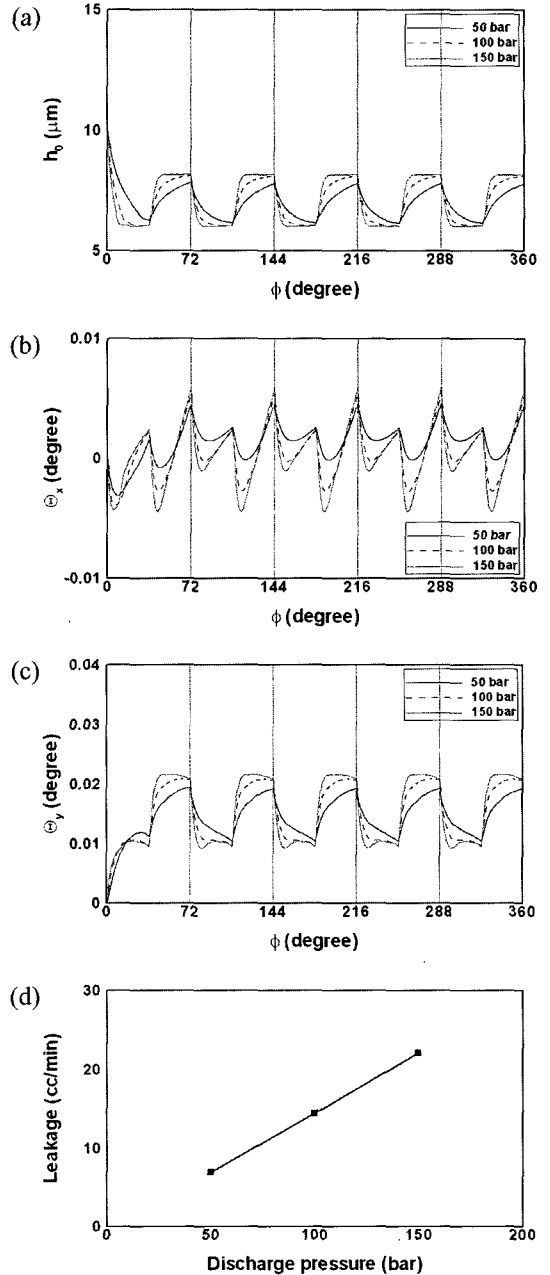 (a)
15
10
5
h₀ (μm)
50 bar
100 bar
150 bar
0 72 144 216 288 360
ϕ (degree)
(b)
0.01
0
-0.01
Θₓ (degree)
50 bar
100 bar
150 bar
0 72 144 216 288 360
ϕ (degree)
(c)
0.04
0.03
0.02
0.01
0
Θᵧ (degree)
50 bar
100 bar
150 bar
0 72 144 216 288 360
ϕ (degree)
(d)
30
20
10
0
Leakage (cc/min)
0 50 100 150 200
Discharge pressure (bar)